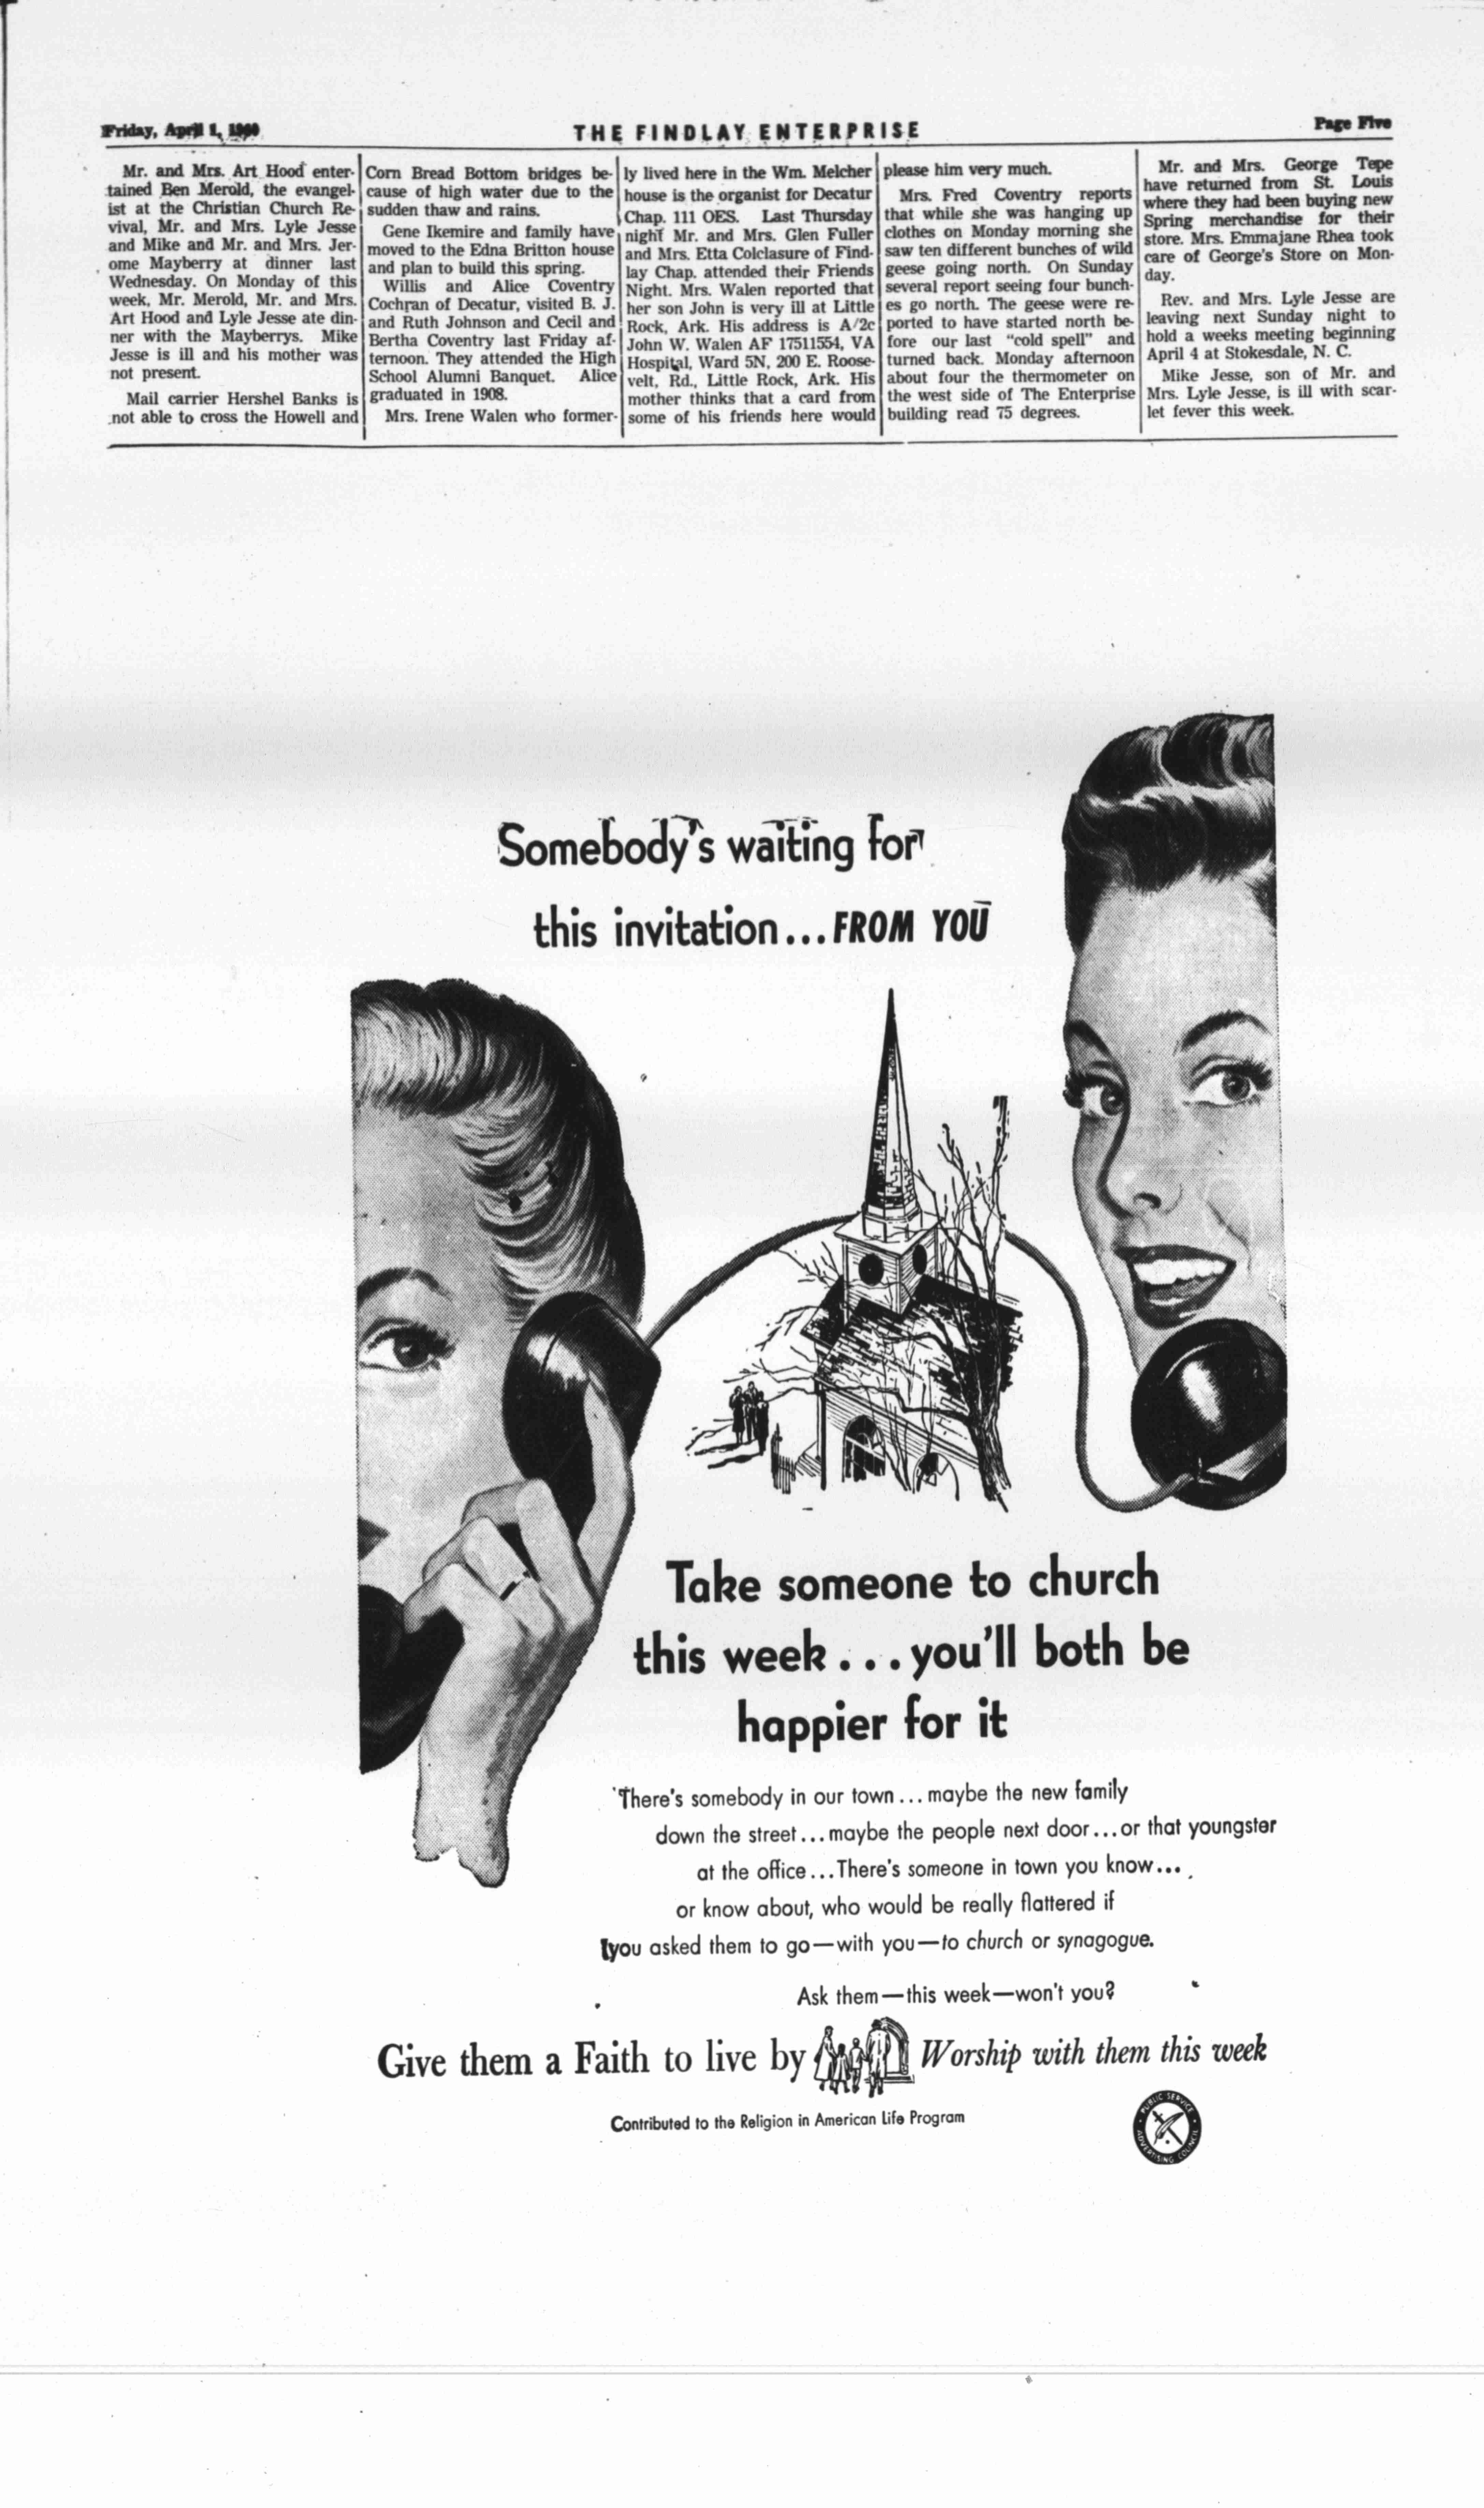 Friday, April 1, 1960
THE FINDLAY ENTERPRISE
Page Five
Mr. and Mrs. Art Hood enter-
tained Ben Merold, the evangel-
ist at the Christian Church Re-
vival, Mr. and Mrs. Lyle Jesse
and Mike and Mr. and Mrs. Jer-
ome Mayberry at dinner last
Wednesday. On Monday of this
week, Mr. Merold, Mr. and Mrs.
Art Hood and Lyle Jesse ate din-
ner with the Mayberrys. Mike
Jesse is ill and his mother was
not present.
Mail carrier Hershel Banks is
not able to cross the Howell and
Corn Bread Bottom bridges be-
cause of high water due to the
sudden thaw and rains.
Gene Ikemire and family have
moved to the Edna Britton house
and plan to build this spring.
Willis and Alice Coventry
Cochran of Decatur, visited B. J.
and Ruth Johnson and Cecil and
Bertha Coventry last Friday af-
ternoon. They attended the High
School Alumni Banquet. Alice
graduated in 1908.
Mrs. Irene Walen who former-
ly lived here in the Wm. Melcher
house is the organist for Decatur
Chap. 111 OES. Last Thursday
night Mr. and Mrs. Glen Fuller
and Mrs. Etta Colclasure of Find-
lay Chap. attended their Friends
Night. Mrs. Walen reported that
her son John is very ill at Little
Rock, Ark. His address is A/2c
John W. Walen AF 17511554, VA
Hospital, Ward 5N, 200 E. Roose-
velt, Rd., Little Rock, Ark. His
mother thinks that a card from
some of his friends here would
please him very much.
Mrs. Fred Coventry reports
that while she was hanging up
clothes on Monday morning she
saw ten different bunches of wild
geese going north. On Sunday
several report seeing four bunch-
es go north. The geese were re-
ported to have started north be-
fore our last "cold spell" and
turned back. Monday afternoon
about four the thermometer on
the west side of The Enterprise
building read 75 degrees.
Mr. and Mrs. George Tepe
have returned from St. Louis
where they had been buying new
Spring merchandise for their
store. Mrs. Emmajane Rhea took
care of George's Store on Mon-
day.
Rev. and Mrs. Lyle Jesse are
leaving next Sunday night to
hold a weeks meeting beginning
April 4 at Stokesdale, N. C.
Mike Jesse, son of Mr. and
Mrs. Lyle Jesse, is ill with scar-
let fever this week.
Somebody's waiting for
this invitation...FROM YOU
Take someone to church
this week...you'll both be
happier for it
There's somebody in our town...maybe the new family
down the street...maybe the people next door...or that youngster
at the office...There's someone in town you know...
or know about, who would be really flattered if
you asked them to go—with you—to church or synagogue.
Ask them—this week—won't you?
Give them a Faith to live by
Worship with them this week
Contributed to the Religion in American Life Program
PUBLIC SERVICE
ADVERTISING COUNCIL